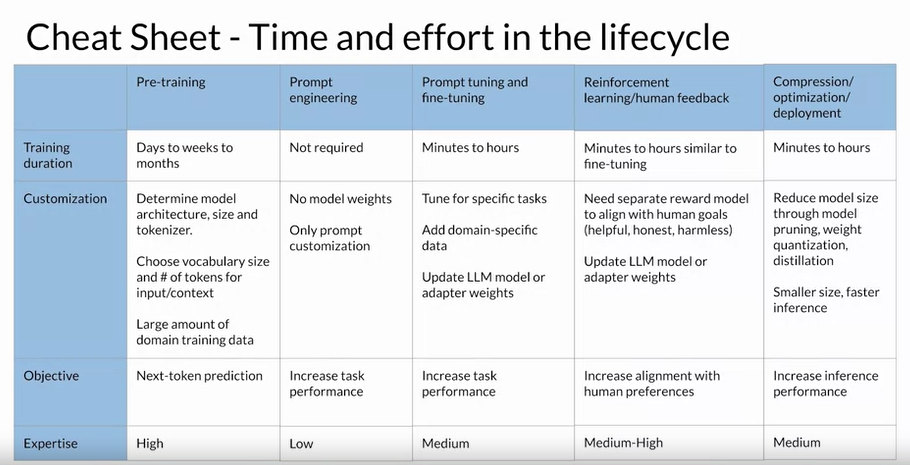 Cheat Sheet - Time and effort in the lifecycle
Pre-training
Prompt
engineering
Prompt tuning and
fine-tuning
Reinforcement
learning/human feedback
Compression/
optimization/
deployment
Training
duration
Days to weeks to
months
Not required
Minutes to hours
Minutes to hours similar to
fine-tuning
Minutes to hours
Customization
Determine model
architecture, size and
tokenizer.
Choose vocabulary size
and # of tokens for
input/context
Large amount of
domain training data
No model weights
Only prompt
customization
Tune for specific tasks
Add domain-specific
data
Update LLM model or
adapter weights
Need separate reward model
to align with human goals
(helpful, honest, harmless)
Update LLM model or
adapter weights
Reduce model size
through model
pruning, weight
quantization,
distillation
Smaller size, faster
inference
Objective
Next-token prediction
Increase task
performance
Increase task
performance
Increase alignment with
human preferences
Increase inference
performance
Expertise
High
Low
Medium
Medium-High
Medium